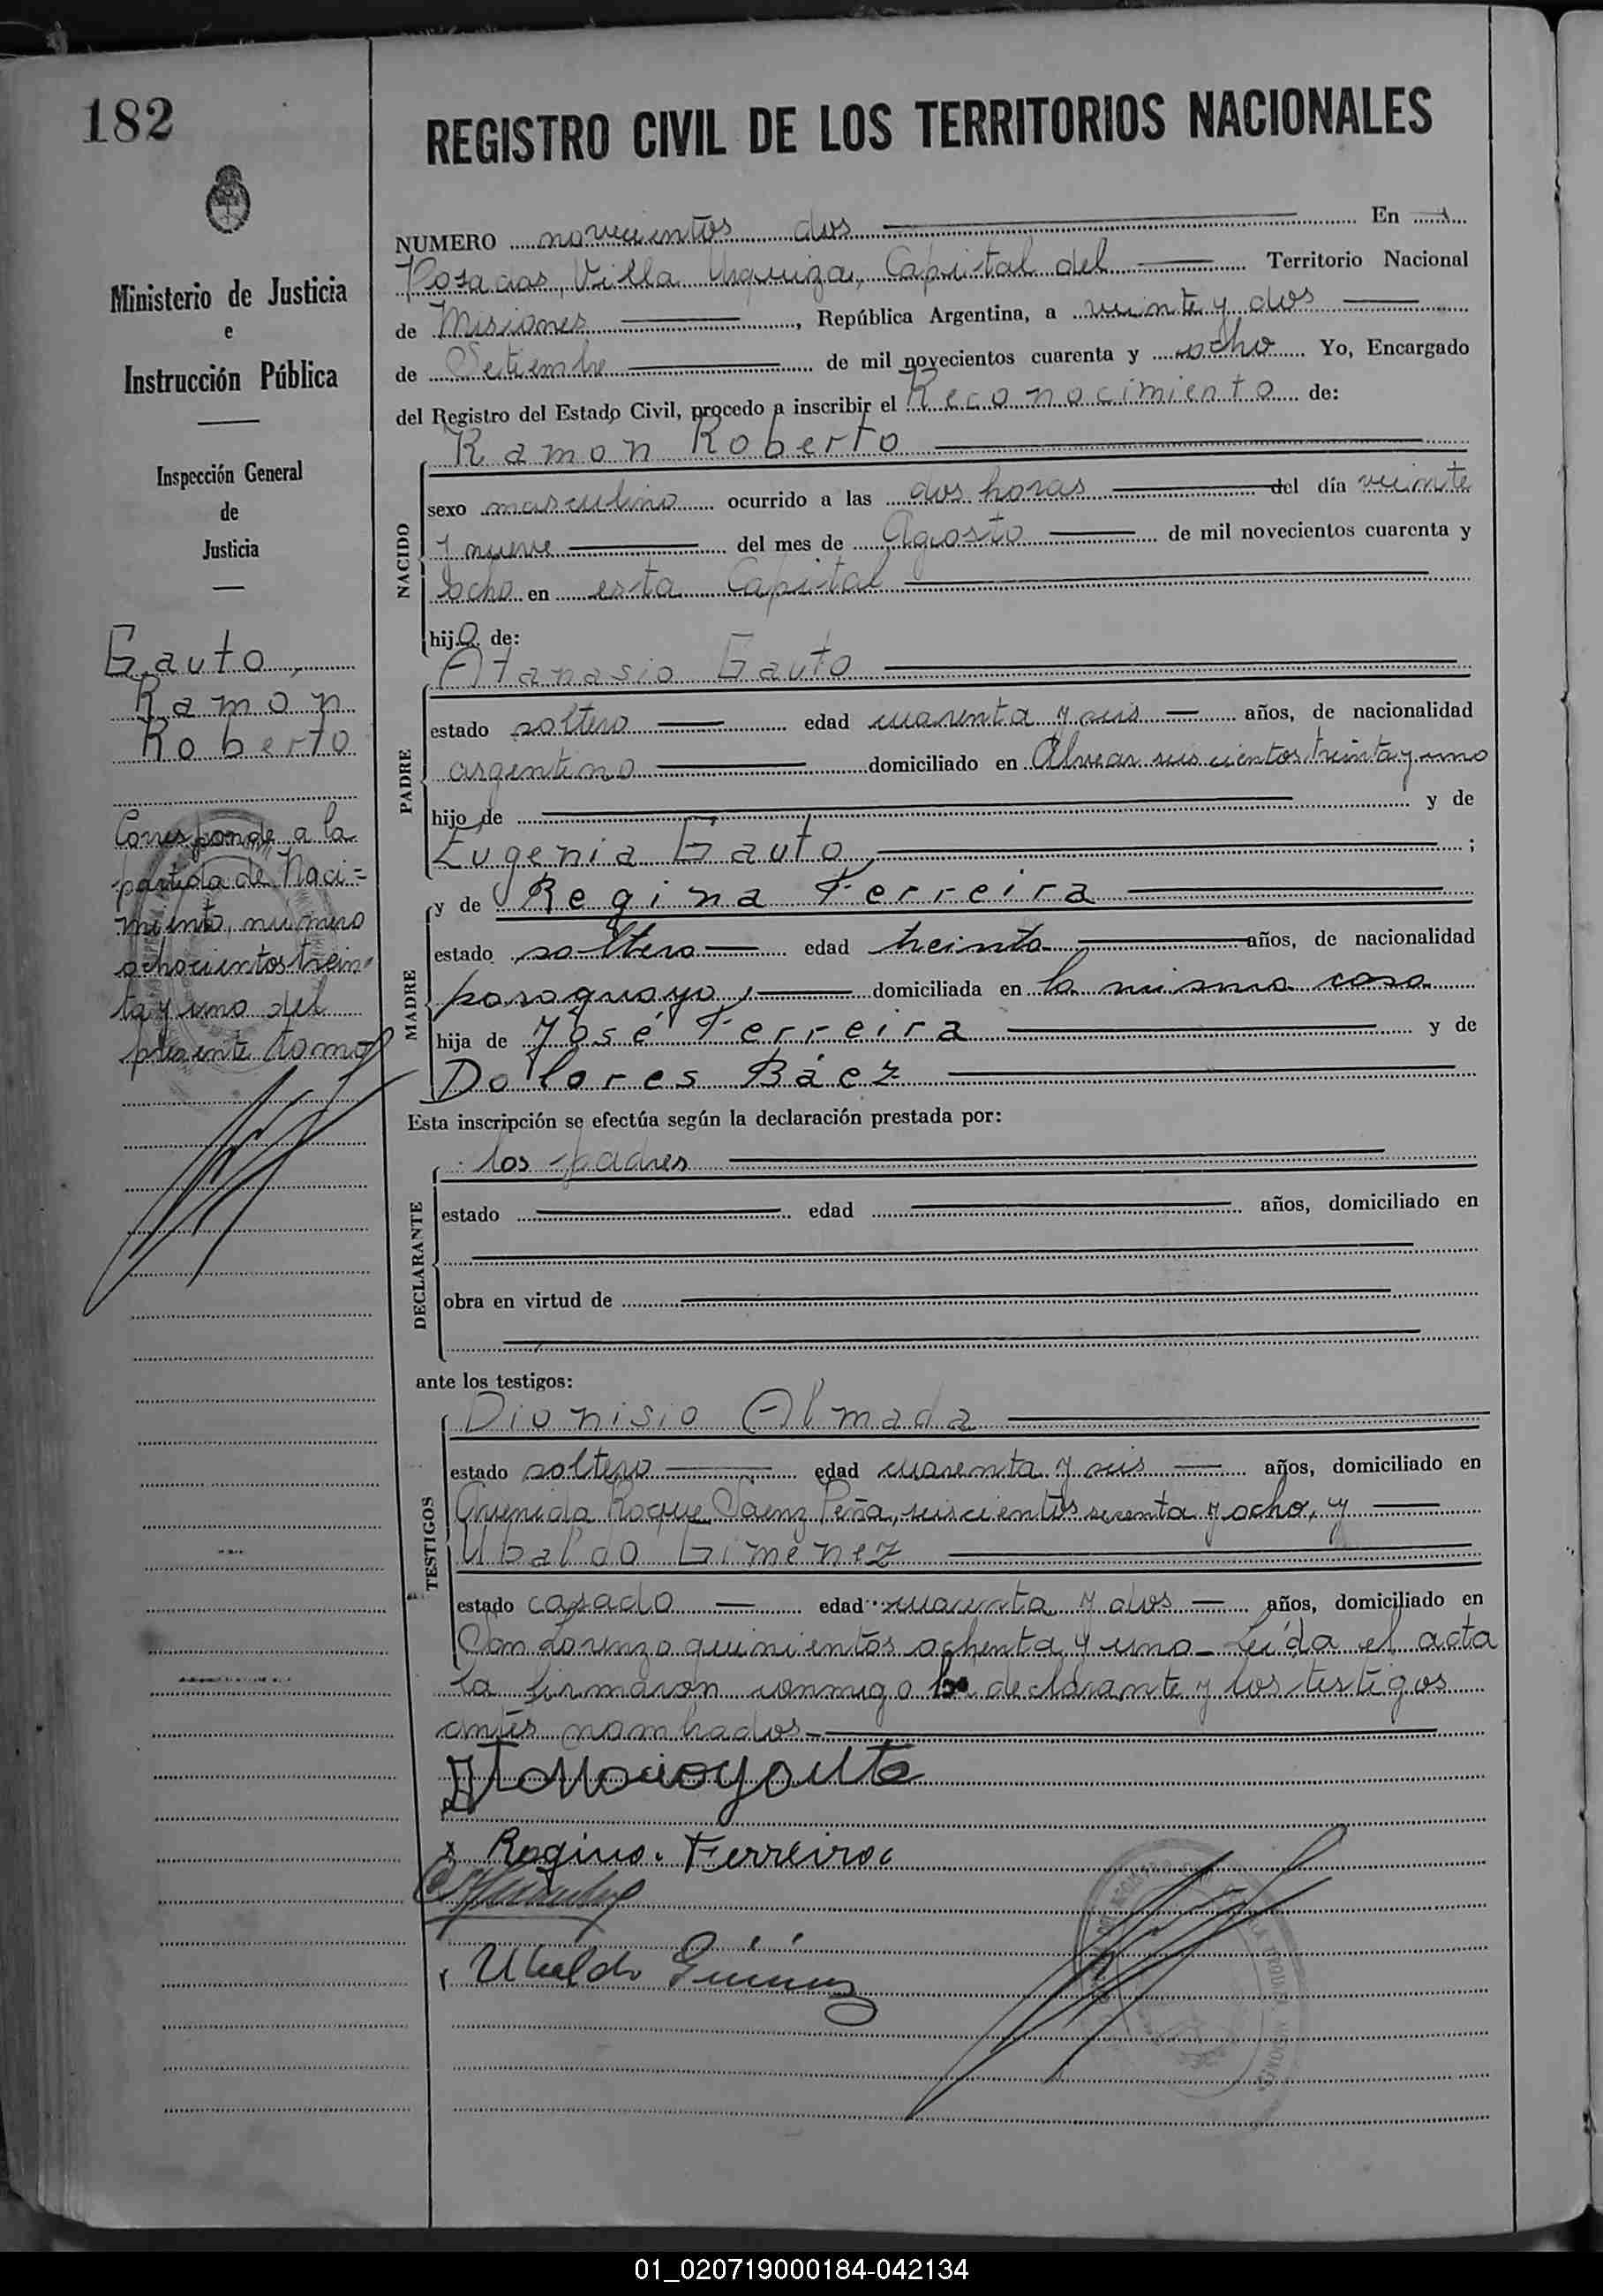 182
REGISTRO CIVIL DE LOS TERRITORIOS NACIONALES
Ministerio de Justicia
e
Instrucción Pública
Inspección General
de
Justicia
Gauto,
Ramon
Roberto
Corresponde a la
partida de Naci=
miento, numero
ochocientos trein-
ta y uno del
presente tomo
NUMERO novecientos dos En
Posadas, Villa Urquiza, Capital del Territorio Nacional
de Misiones, República Argentina, a veinte y dos
de Setiembre de mil novecientos cuarenta y ocho Yo, Encargado
del Registro del Estado Civil, procedo a inscribir el Reconocimiento de:
Ramon Roberto
NACIDO
sexo masculino ocurrido a las dos horas del día veinte
y nueve del mes de Agosto de mil novecientos cuarenta y
ocho en esta Capital
hijo de:
Atanasio Gauto
PADRE
estado soltero edad cuarenta y seis años, de nacionalidad
argentino domiciliado en Alvear seiscientos treinta y uno
hijo de y de
Eugenia Gauto ;
y de Regina Ferreira
MADRE
estado soltera edad treinta años, de nacionalidad
paraguaya, domiciliada en la misma casa
hija de José Ferreira y de
Dolores Báez
Esta inscripción se efectúa según la declaración prestada por:
los padres
DECLARANTE
estado edad años, domiciliado en
obra en virtud de
ante los testigos:
Dionisio Almada
TESTIGOS
estado soltero edad cuarenta y seis años, domiciliado en
Avenida Roque Saenz Peña, seiscientos sesenta y ocho, y
Ubaldo Gimenez
estado casado edad cuarenta y dos años, domiciliado en
San Lorenzo quinientos ochenta y uno - Leída el acta
la firmaron conmigo los declarante y los testigos
antes nombrados-
Atanacio Gauto
Regina Ferreira
Ubaldo Gimenez
01_020719000184-042134